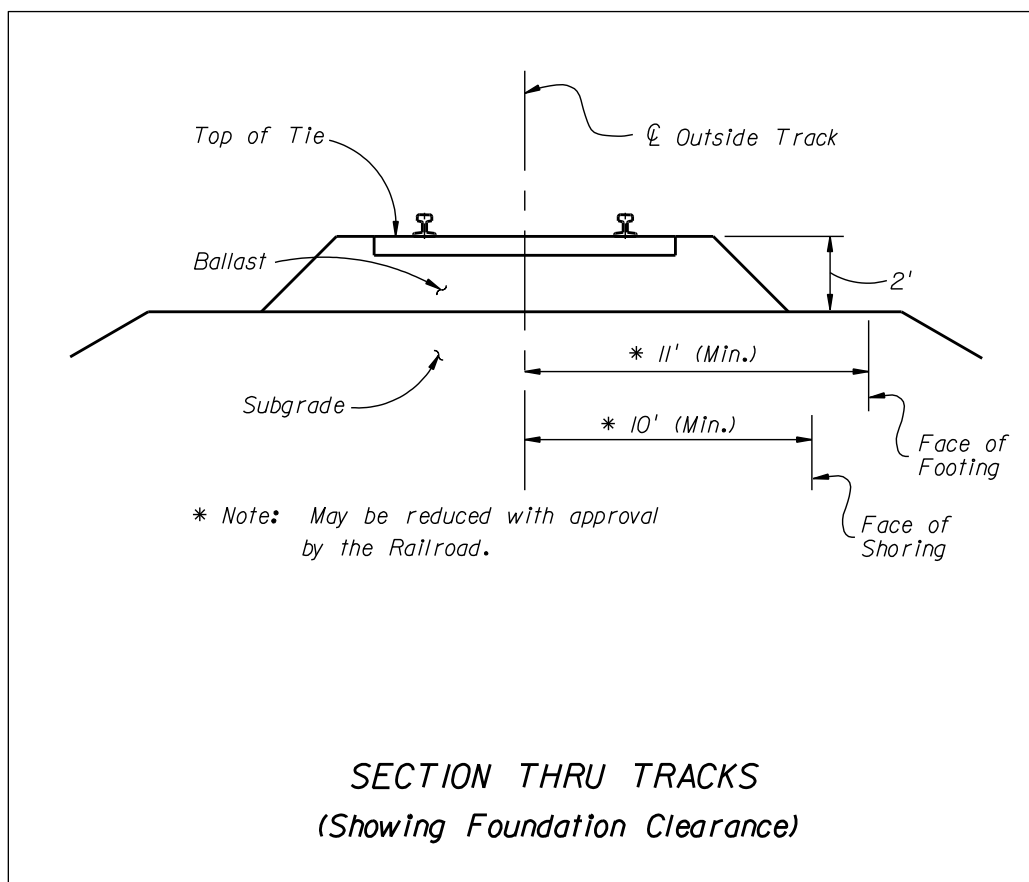 Top of Tie
℄ Outside Track
Ballast
2'
* 11' (Min.)
Subgrade
* 10' (Min.)
Face of
Footing
* Note: May be reduced with approval
by the Railroad.
Face of
Shoring
SECTION THRU TRACKS
(Showing Foundation Clearance)